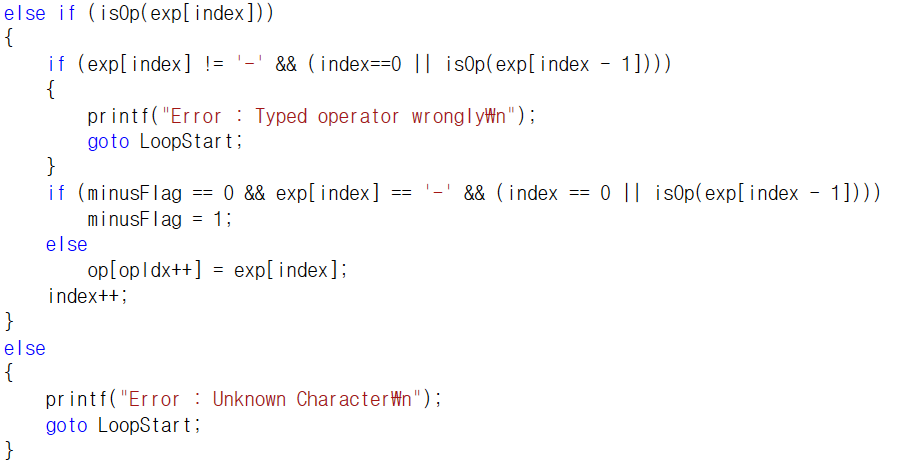 else if (isOp(exp[index]))
{
    if (exp[index] != '-' && (index==0 || isOp(exp[index - 1])))
    {
        printf("Error : Typed operator wrongly₩n");
        goto LoopStart;
    }
    if (minusFlag == 0 && exp[index] == '-' && (index == 0 || isOp(exp[index - 1])))
        minusFlag = 1;
    else
        op[opIdx++] = exp[index];
    index++;
}
else
{
    printf("Error : Unknown Character₩n");
    goto LoopStart;
}